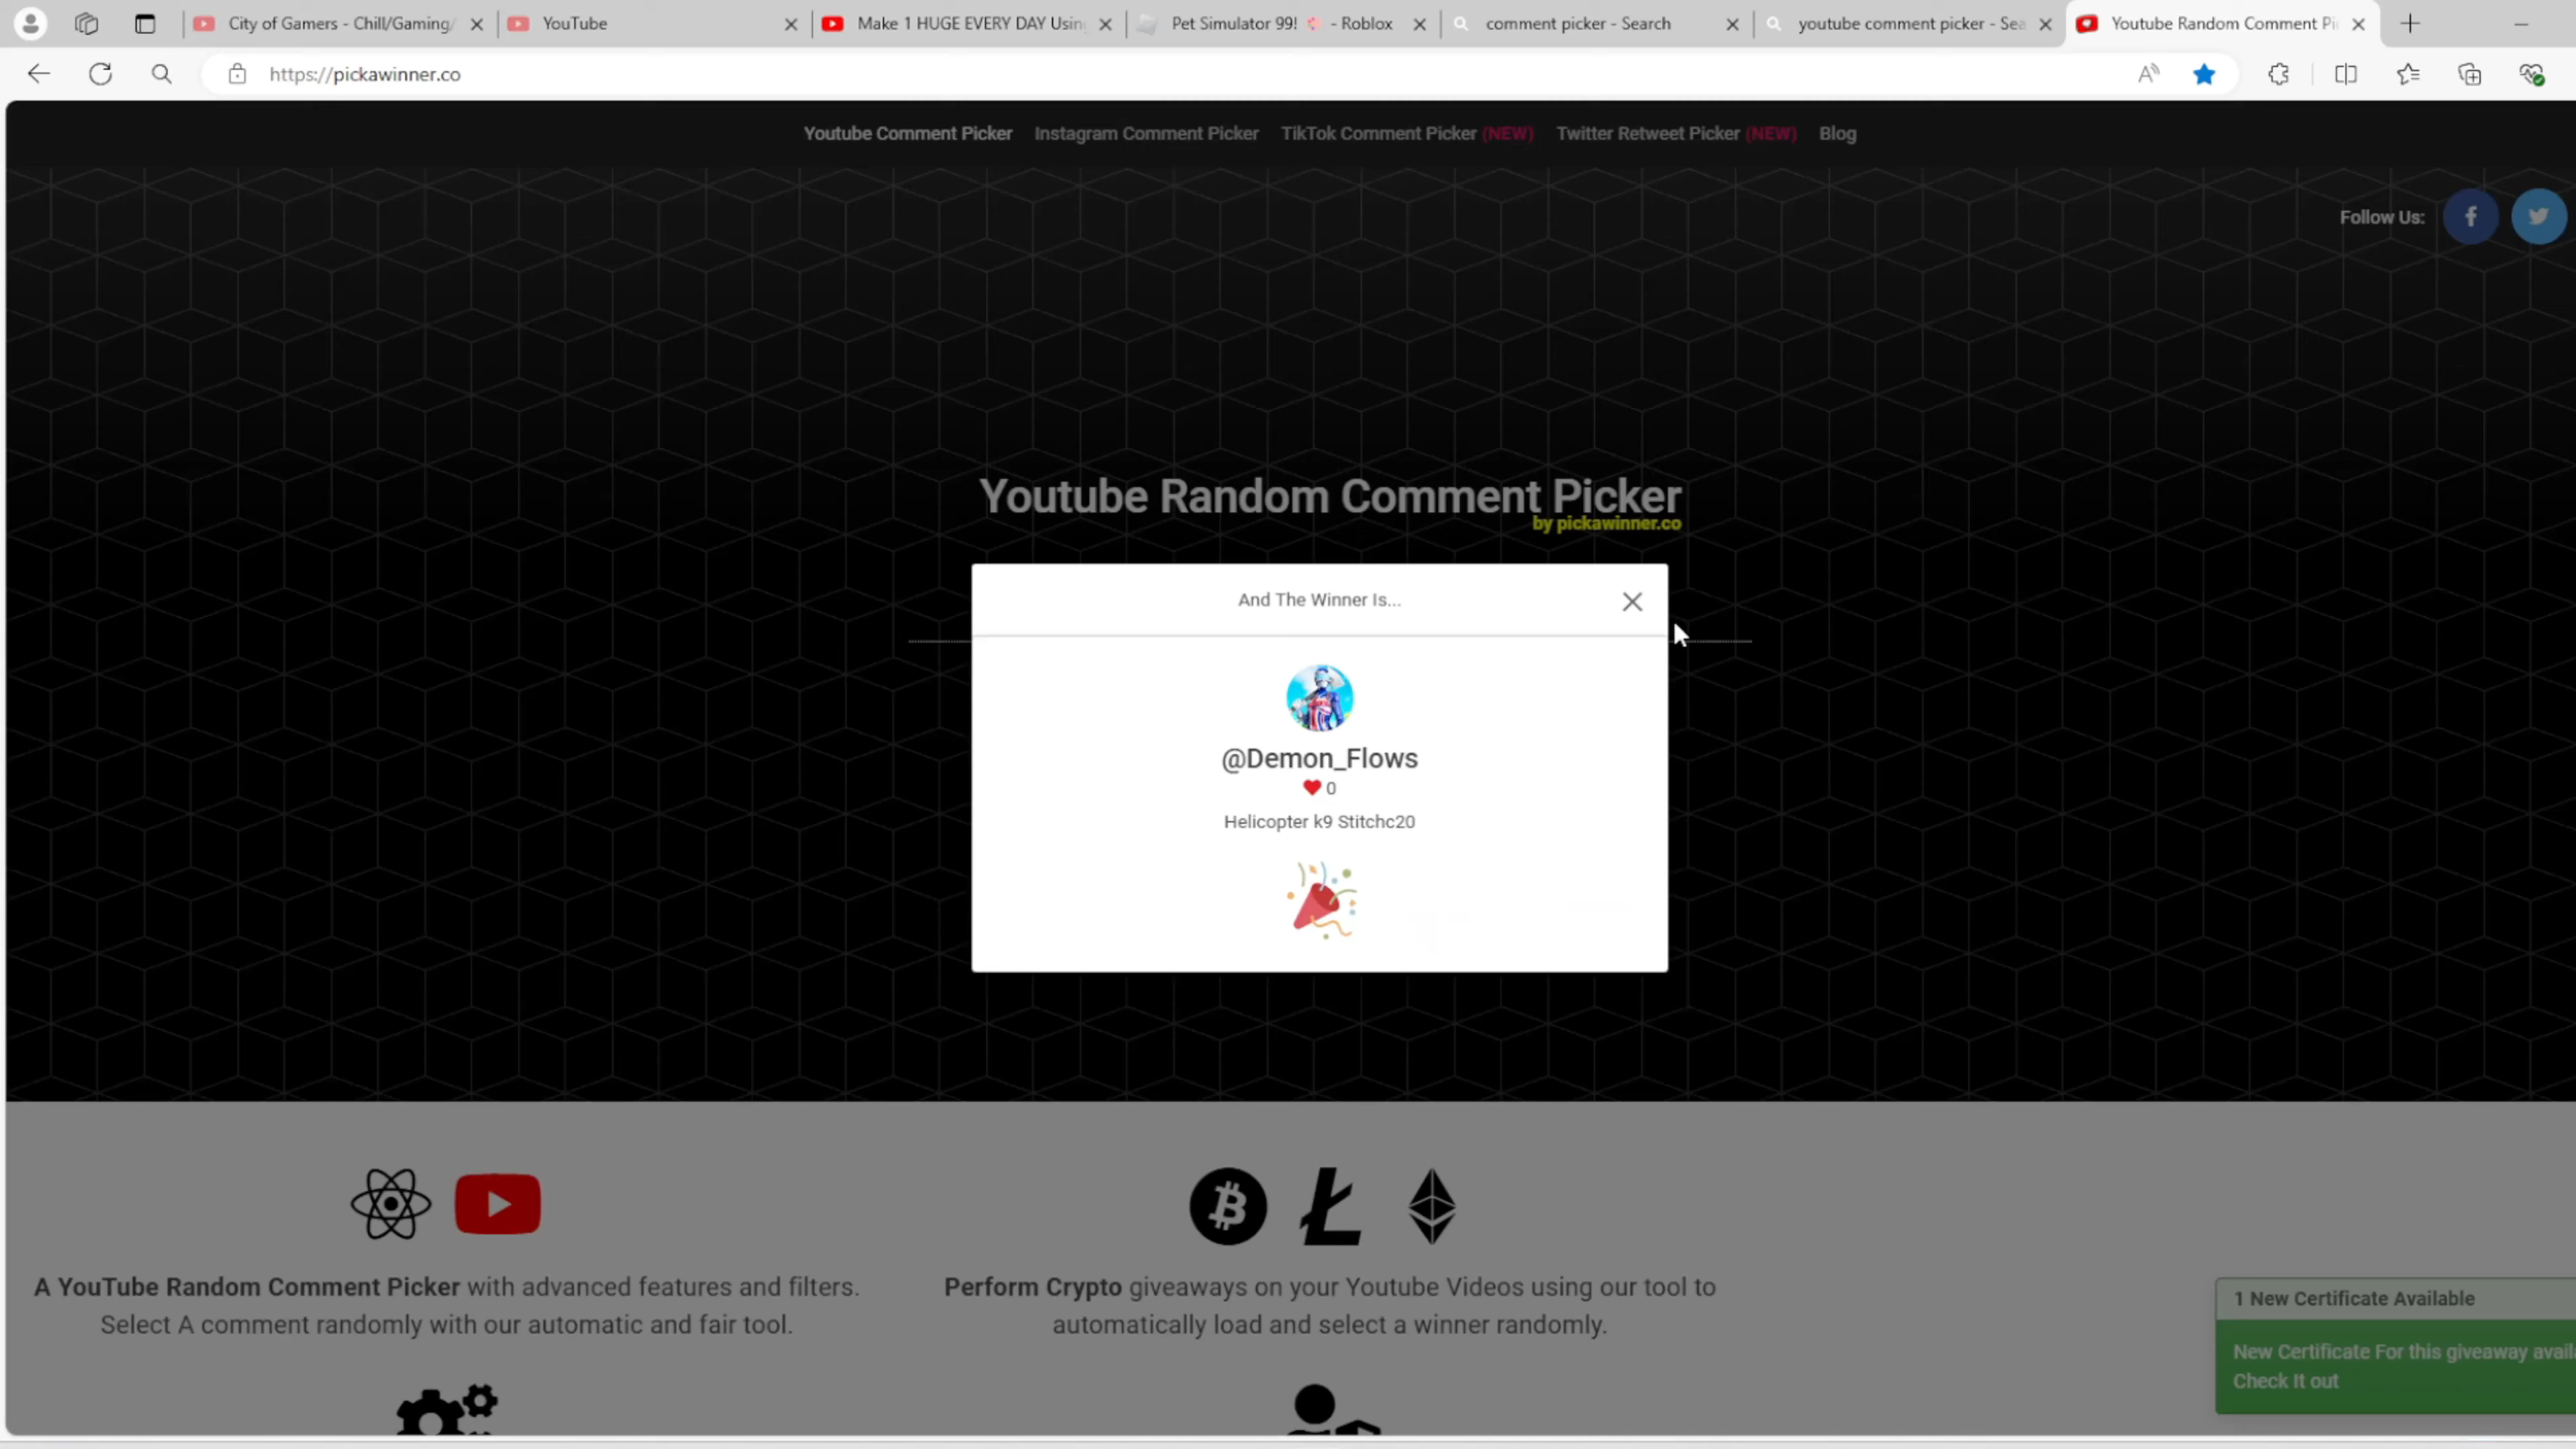 City of Gamers - Chill/Gaming/
YouTube
Make 1 HUGE EVERY DAY Usin
Pet Simulator 99! - Roblox
comment picker - Search
youtube comment picker - Sea
Youtube Random Comment Pi
https://pickawinner.co
Youtube Comment Picker Instagram Comment Picker TikTok Comment Picker (NEW) Twitter Retweet Picker (NEW) Blog
Follow Us:
Youtube Random Comment Picker
by pickawinner.co
And The Winner Is...
@Demon_Flows
0
Helicopter k9 Stitchc20
A YouTube Random Comment Picker with advanced features and filters.
Select A comment randomly with our automatic and fair tool.
Perform Crypto giveaways on your Youtube Videos using our tool to
automatically load and select a winner randomly.
1 New Certificate Available
New Certificate For this giveaway avail
Check It out